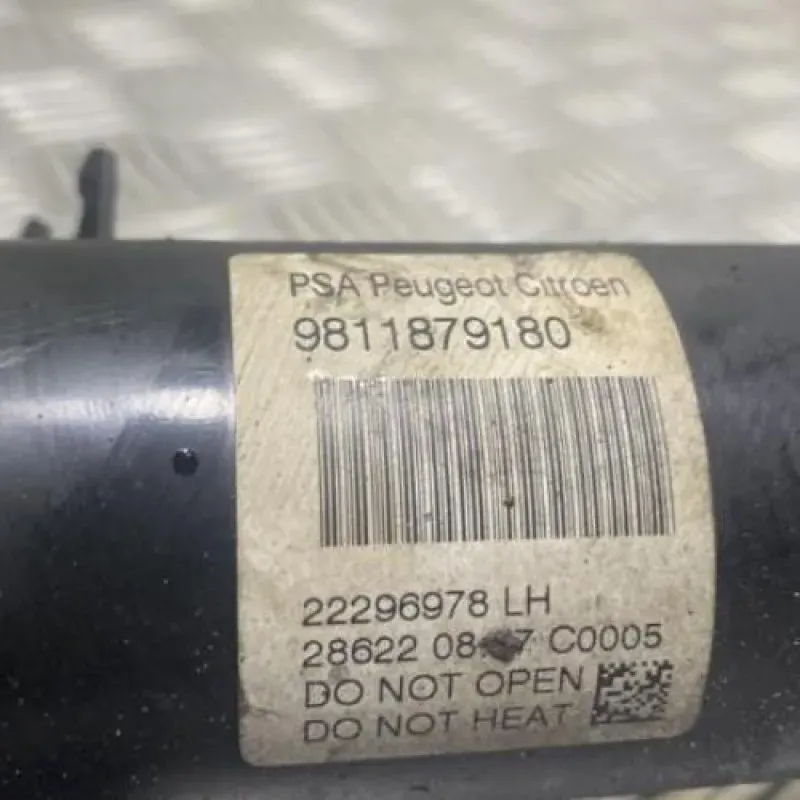 PSA Peugeot Citroen
9811879180
22296978 LH
28622 C0005
DO NOT OPEN
DO NOT HEAT